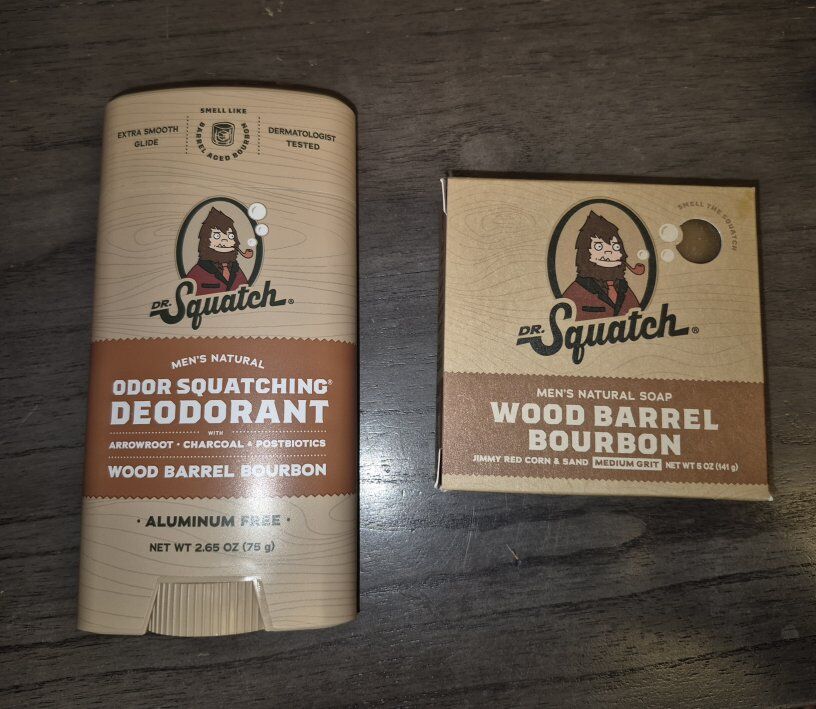 SMELL LIKE
BARREL AGED BOURBON
EXTRA SMOOTH
GLIDE
DERMATOLOGIST
TESTED
DR. Squatch®
MEN'S NATURAL
ODOR SQUATCHING®
DEODORANT
WITH
ARROWROOT • CHARCOAL & POSTBIOTICS
WOOD BARREL BOURBON
• ALUMINUM FREE •
NET WT 2.65 OZ (75 g)
SMELL THE SQUATCH
DR. Squatch®
MEN'S NATURAL SOAP
WOOD BARREL
BOURBON
JIMMY RED CORN & SAND MEDIUM GRIT NET WT 5 OZ (141 g)